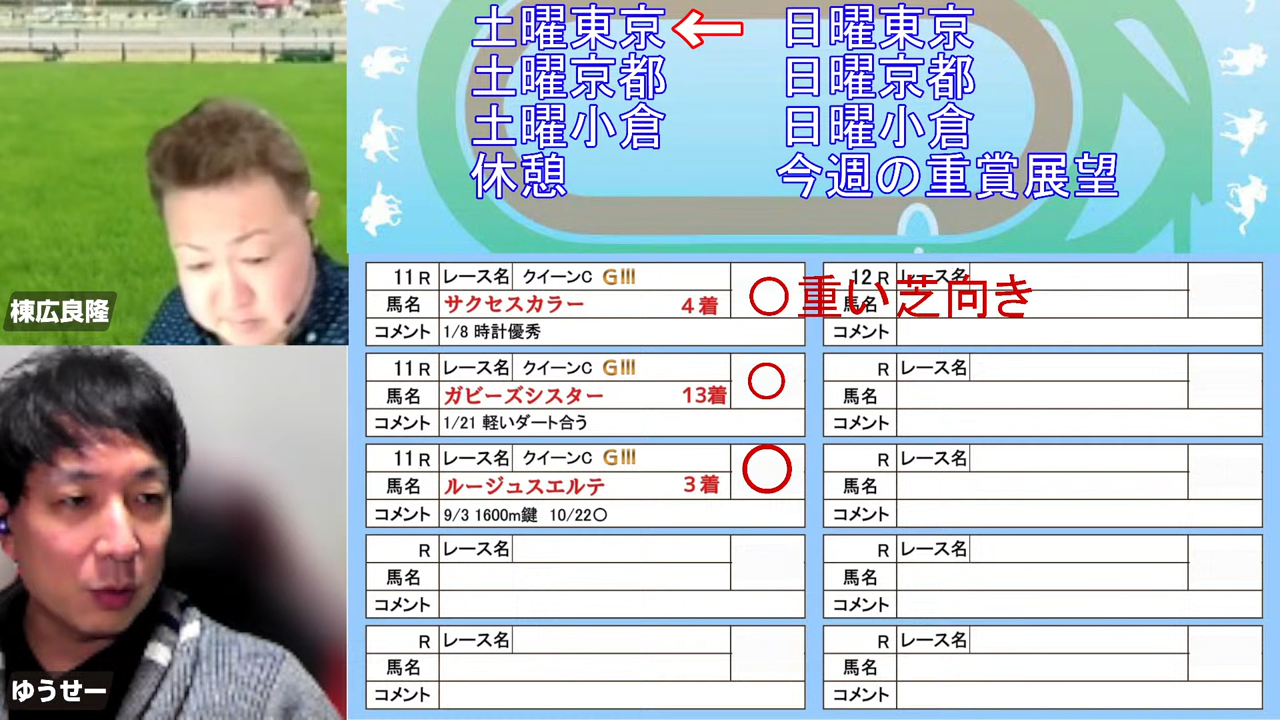 土曜東京 日曜東京
土曜京都 日曜京都
土曜小倉 日曜小倉
休憩 今週の重賞展望
棟広良隆
ゆうせー
11R レース名 クイーンC GIII
馬名 サクセスカラー 4着
コメント 1/8 時計優秀
○重い芝向き
11R レース名 クイーンC GIII
馬名 ガビーズシスター 13着 ○
コメント 1/21 軽いダート合う
11R レース名 クイーンC GIII
馬名 ルージュスエルテ 3着 ○
コメント 9/3 1600m鍵 10/22○
R レース名
馬名
コメント
R レース名
馬名
コメント
12R レース名
馬名
コメント
R レース名
馬名
コメント
R レース名
馬名
コメント
R レース名
馬名
コメント
R レース名
馬名
コメント